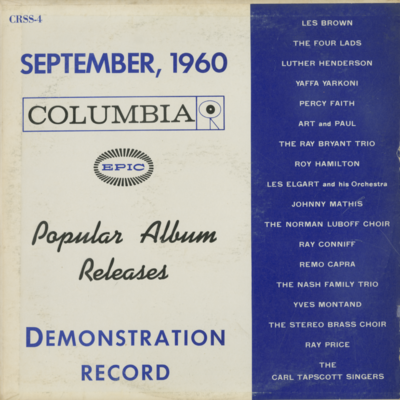 CRSS-4
SEPTEMBER, 1960
COLUMBIA
EPIC
Popular Album
Releases
DEMONSTRATION
RECORD
LES BROWN
THE FOUR LADS
LUTHER HENDERSON
YAFFA YARKONI
PERCY FAITH
ART and PAUL
THE RAY BRYANT TRIO
ROY HAMILTON
LES ELGART and his Orchestra
JOHNNY MATHIS
THE NORMAN LUBOFF CHOIR
RAY CONNIFF
REMO CAPRA
THE NASH FAMILY TRIO
YVES MONTAND
THE STEREO BRASS CHOIR
RAY PRICE
THE
CARL TAPSCOTT SINGERS